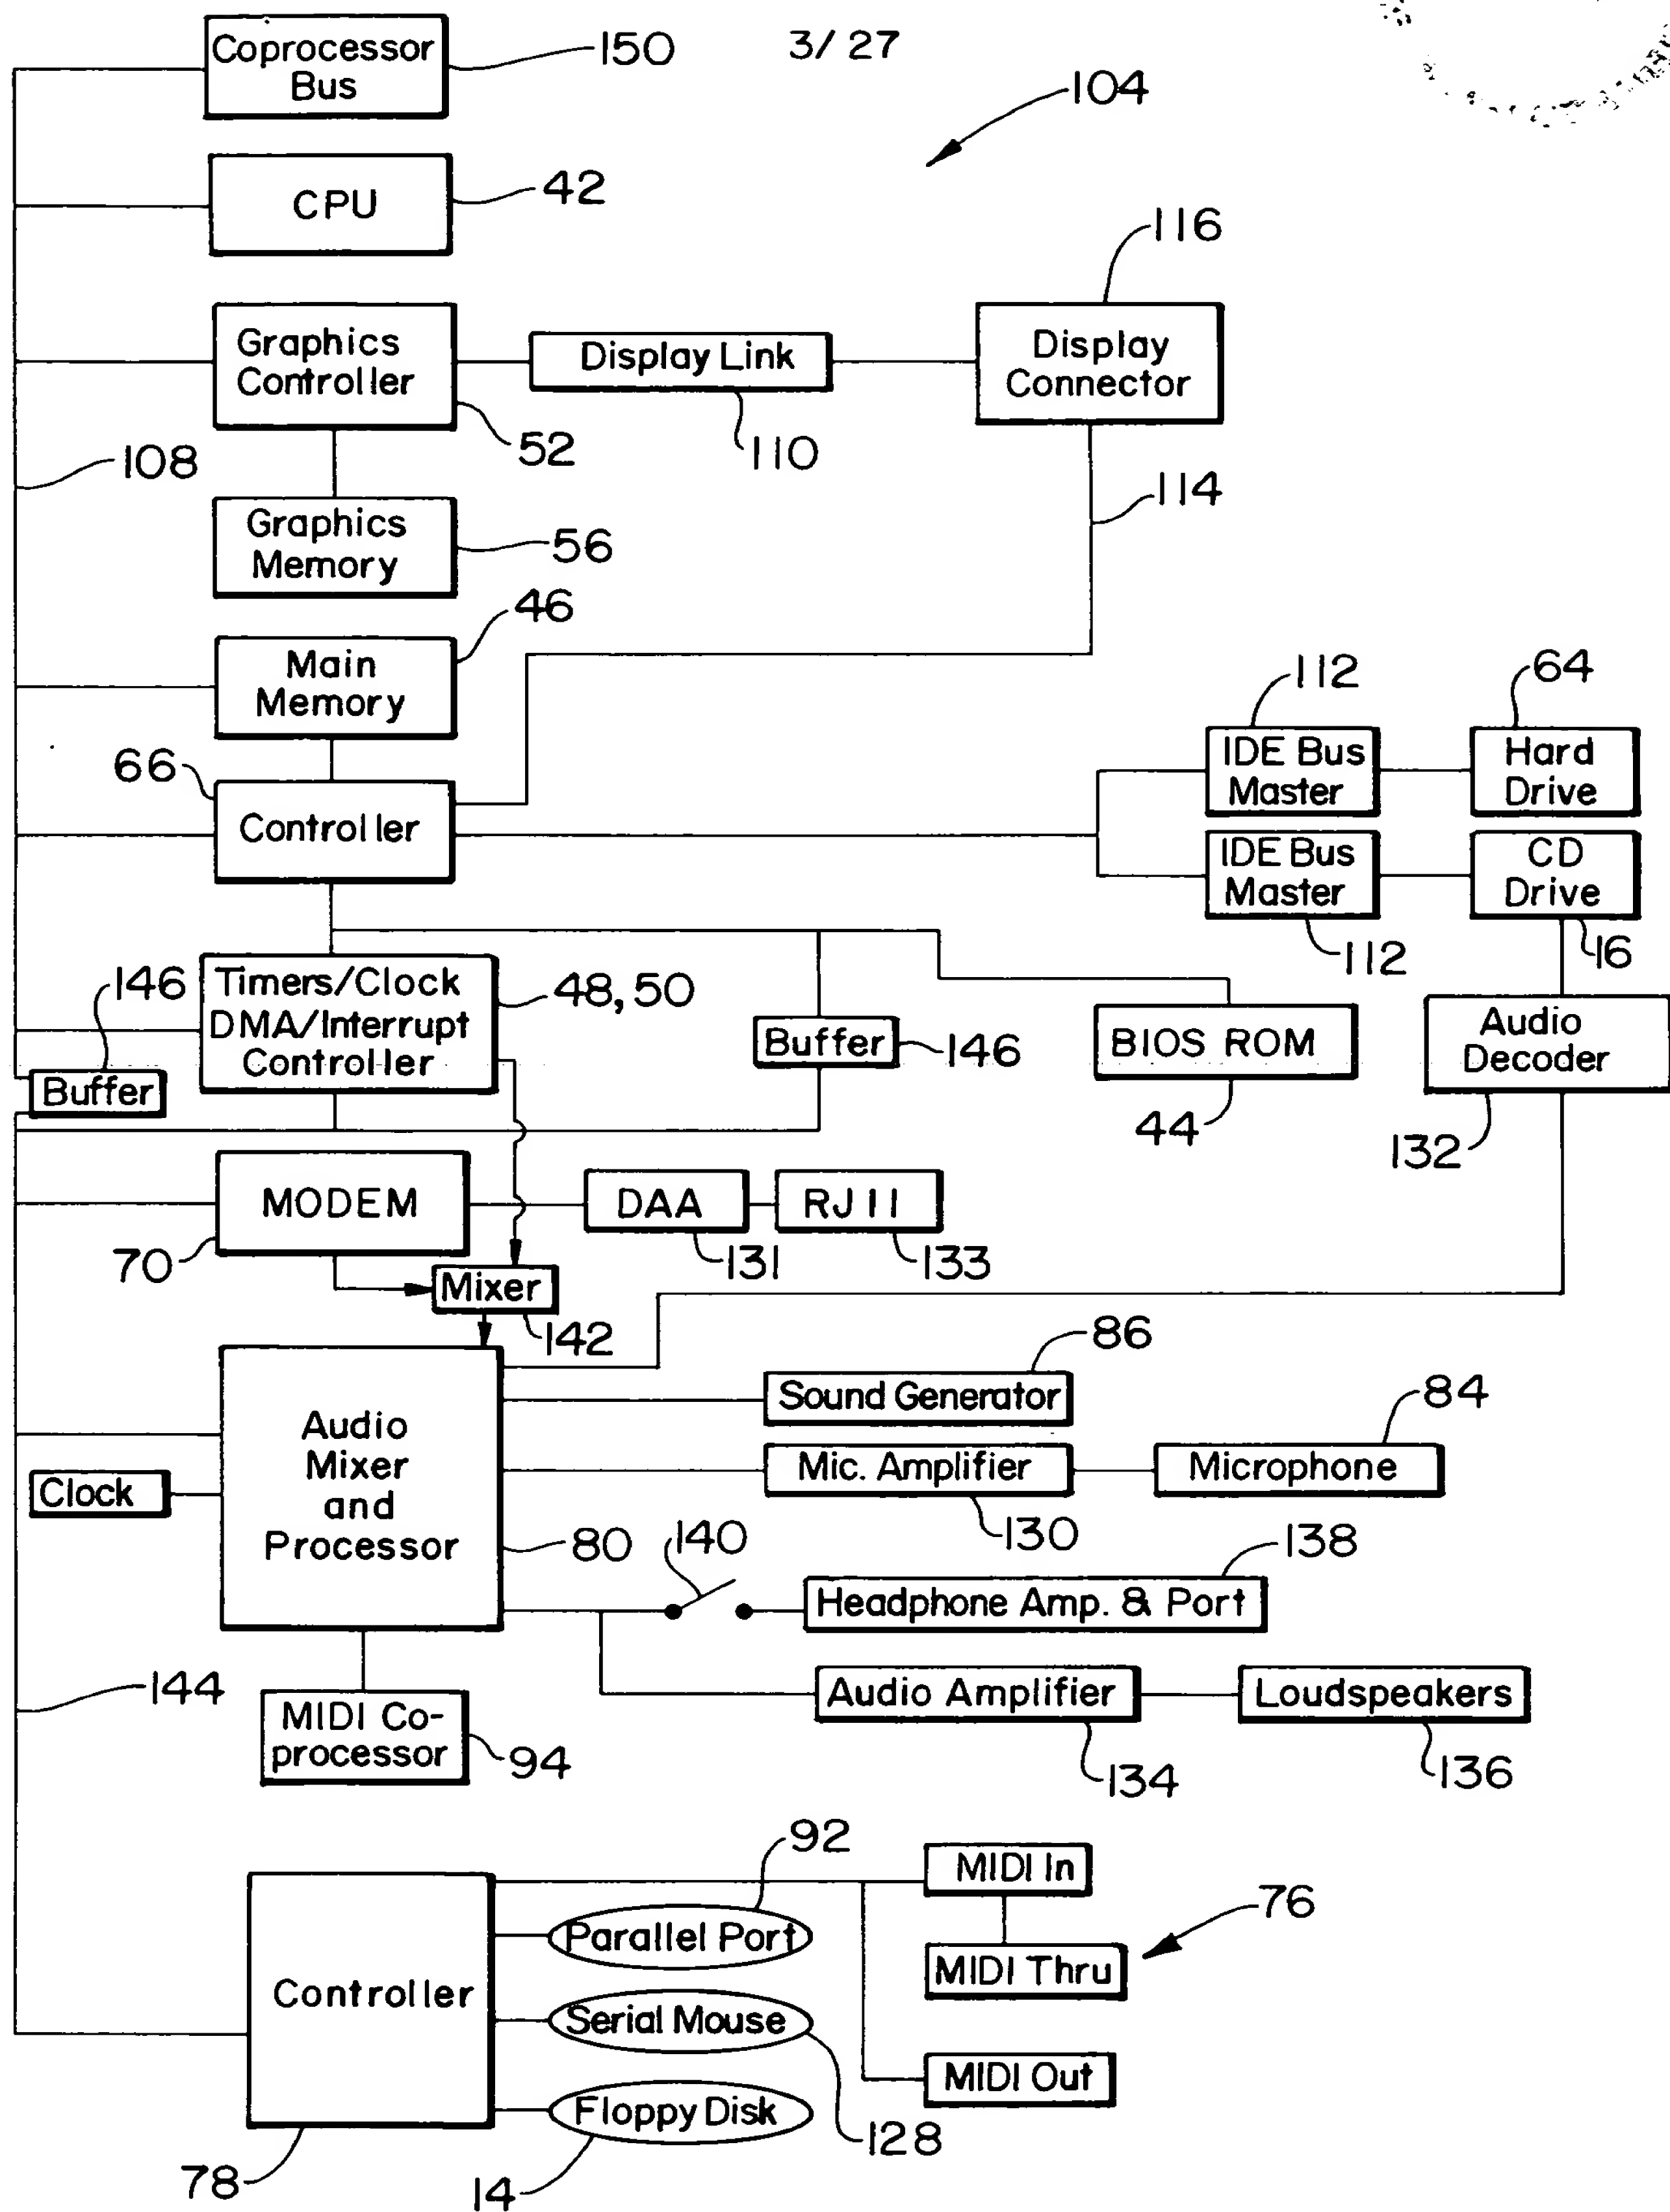 3/27
Coprocessor
Bus
150
104
CPU
42
116
Graphics
Controller
52
Display Link
110
Display
Connector
108
114
Graphics
Memory
56
46
Main
Memory
112
64
66
Controller
IDE Bus
Master
Hard
Drive
IDE Bus
Master
CD
Drive
112
16
146
Timers/Clock
DMA/Interrupt
Controller
48, 50
Buffer
Buffer
146
BIOS ROM
44
Audio
Decoder
132
MODEM
70
DAA
131
RJ11
133
Mixer
142
86
Sound Generator
84
Audio
Mixer
and
Processor
80
Clock
Mic. Amplifier
130
Microphone
140
138
Headphone Amp. & Port
144
Audio Amplifier
134
Loudspeakers
136
MIDI Co-
processor
94
92
MIDI In
76
Parallel Port
MIDI Thru
Controller
Serial Mouse
128
MIDI Out
Floppy Disk
78
14